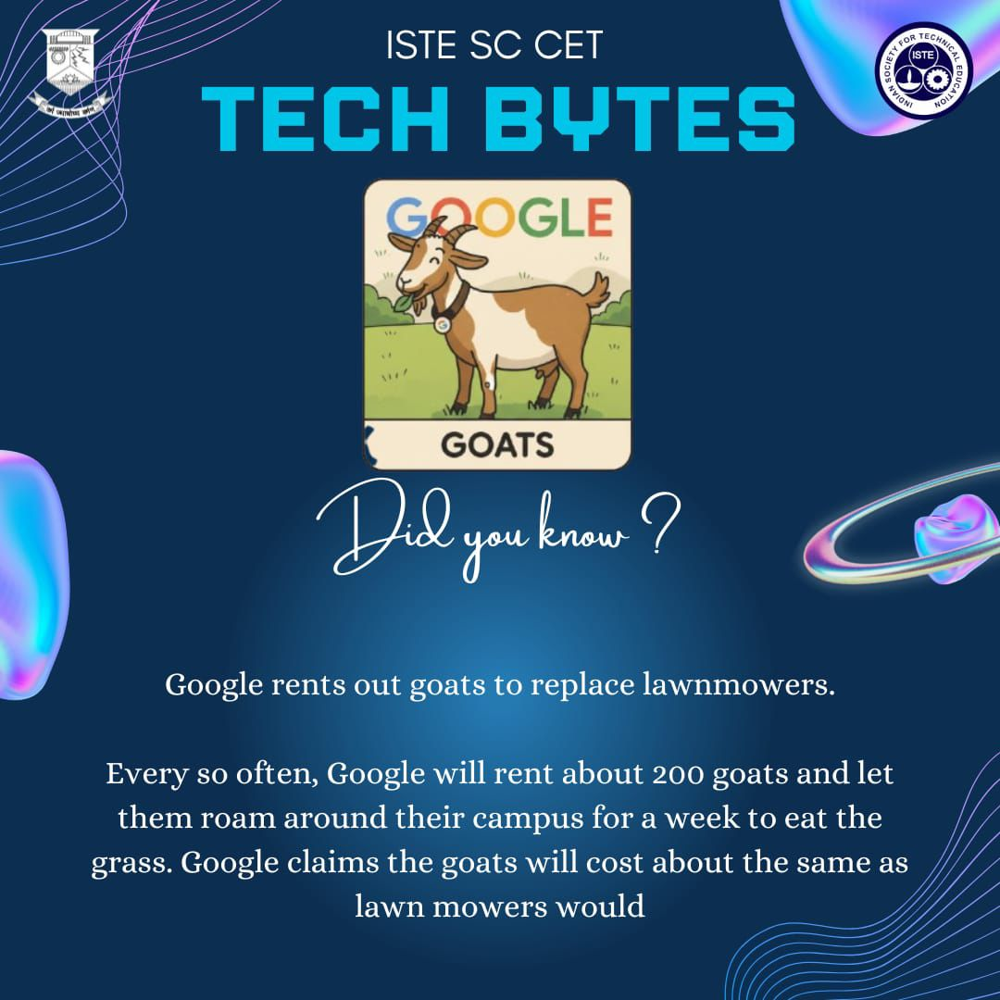 ISTE SC CET
TECH BYTES
INDIAN SOCIETY FOR TECHNICAL EDUCATION
ISTE
GOOGLE
G
GOATS
Did you know ?
Google rents out goats to replace lawnmowers.
Every so often, Google will rent about 200 goats and let
them roam around their campus for a week to eat the
grass. Google claims the goats will cost about the same as
lawn mowers would